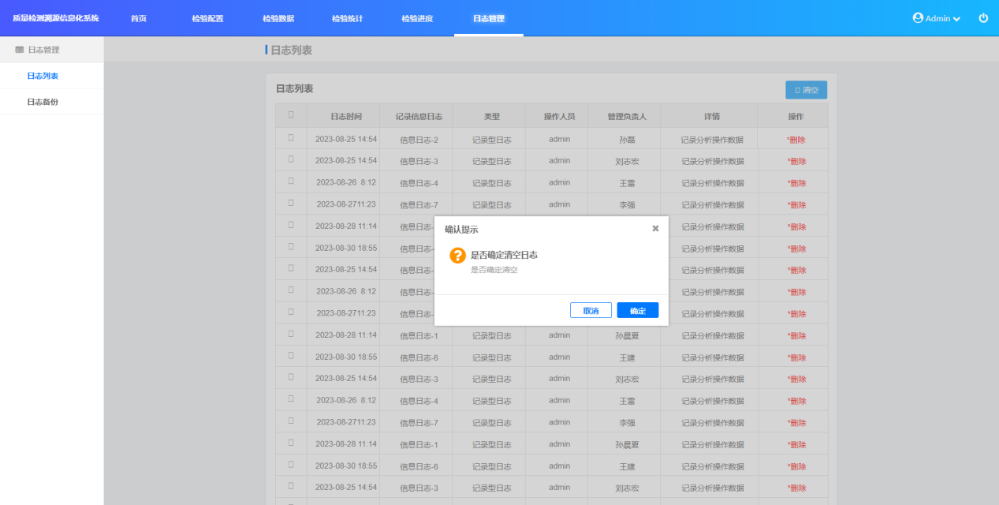 质量检测溯源信息化系统 首页 检验配置 检验数据 检验统计 检验进度 日志管理 Admin
日志管理
日志列表
日志备份
日志列表
日志列表 清空
日志时间 记录信息日志 类型 操作人员 管理负责人 详情 操作
2023-08-25 14:54 信息日志-2 记录型日志 admin 孙磊 记录分析操作数据 *删除
2023-08-25 14:54 信息日志-3 记录型日志 admin 刘志宏 记录分析操作数据 *删除
2023-08-26 8:12 信息日志-4 记录型日志 admin 王雷 记录分析操作数据 *删除
2023-08-2711:23 信息日志-7 记录型日志 admin 李强 记录分析操作数据 *删除
2023-08-28 11:14 信息日志- 记录分析操作数据 *删除
2023-08-30 18:55 信息日志- 记录分析操作数据 *删除
2023-08-25 14:54 信息日志- 记录分析操作数据 *删除
2023-08-26 8:12 信息日志- 记录分析操作数据 *删除
2023-08-2711:23 信息日志- 记录分析操作数据 *删除
2023-08-28 11:14 信息日志-1 记录型日志 admin 孙晨夏 记录分析操作数据 *删除
2023-08-30 18:55 信息日志-6 记录型日志 admin 王建 记录分析操作数据 *删除
2023-08-25 14:54 信息日志-3 记录型日志 admin 刘志宏 记录分析操作数据 *删除
2023-08-26 8:12 信息日志-4 记录型日志 admin 王雷 记录分析操作数据 *删除
2023-08-2711:23 信息日志-7 记录型日志 admin 李强 记录分析操作数据 *删除
2023-08-28 11:14 信息日志-1 记录型日志 admin 孙晨夏 记录分析操作数据 *删除
2023-08-30 18:55 信息日志-6 记录型日志 admin 王建 记录分析操作数据 *删除
2023-08-25 14:54 信息日志-3 记录型日志 admin 刘志宏 记录分析操作数据 *删除
确认提示
是否确定清空日志
是否确定清空
取消 确定